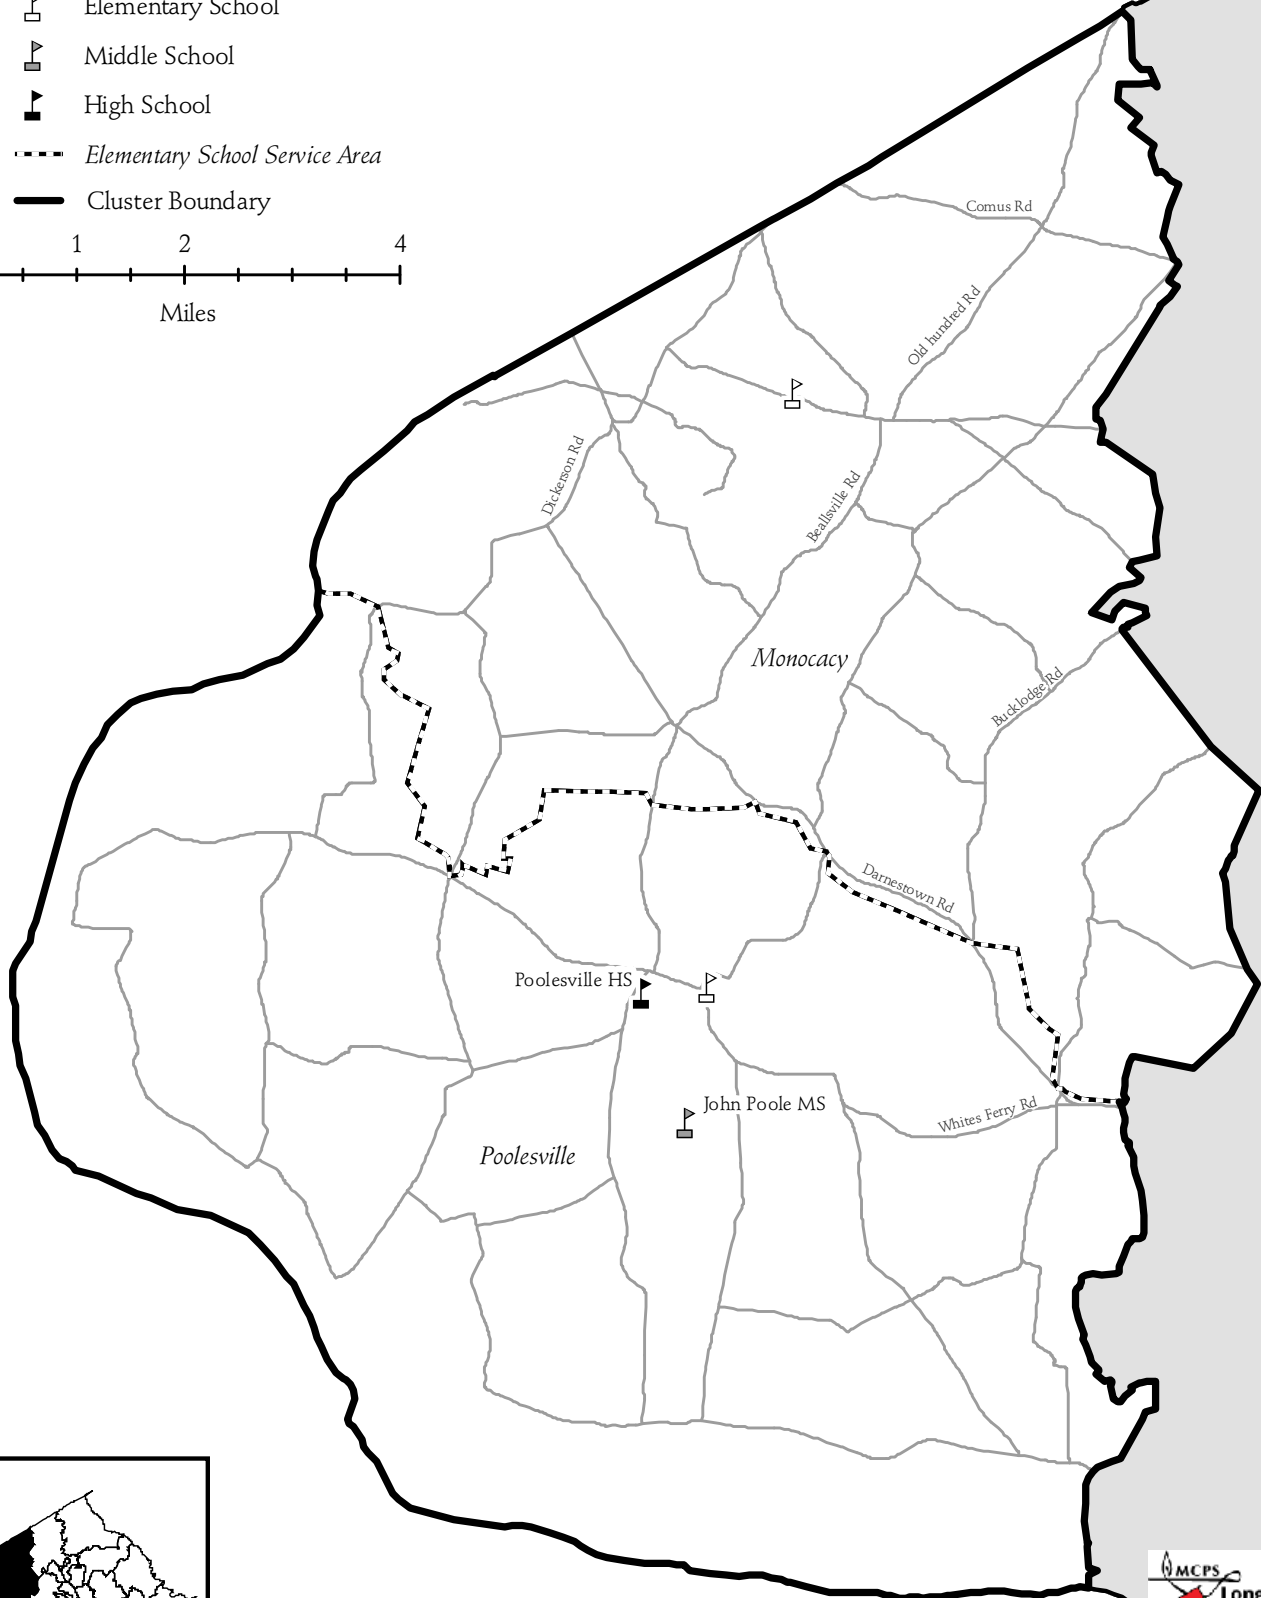 Elementary School
Middle School
High School
Elementary School Service Area
Cluster Boundary
1 2 4
Miles
Comus Rd
Old hundred Rd
Dickerson Rd
Beallsville Rd
Monocacy
Bucklodge Rd
Darnestown Rd
Poolesville HS
John Poole MS
Whites Ferry Rd
Poolesville
MCPS
Long